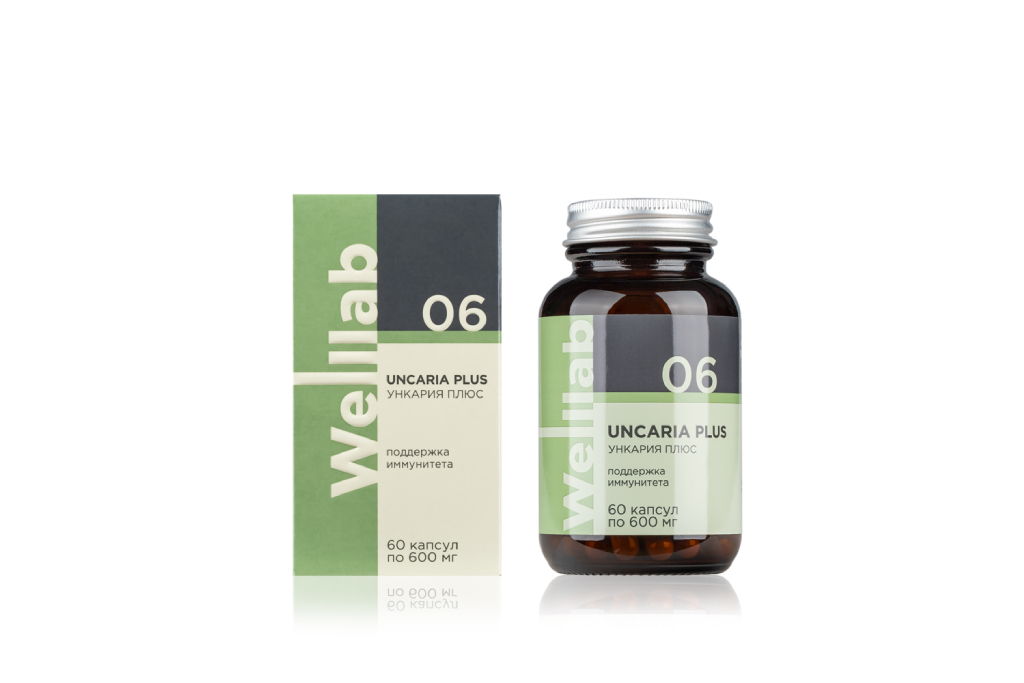 Welllab
06
UNCARIA PLUS
УНКАРИЯ ПЛЮС
поддержка
иммунитета
60 капсул
по 600 мг
Welllab
06
UNCARIA PLUS
УНКАРИЯ ПЛЮС
поддержка
иммунитета
60 капсул
по 600 мг